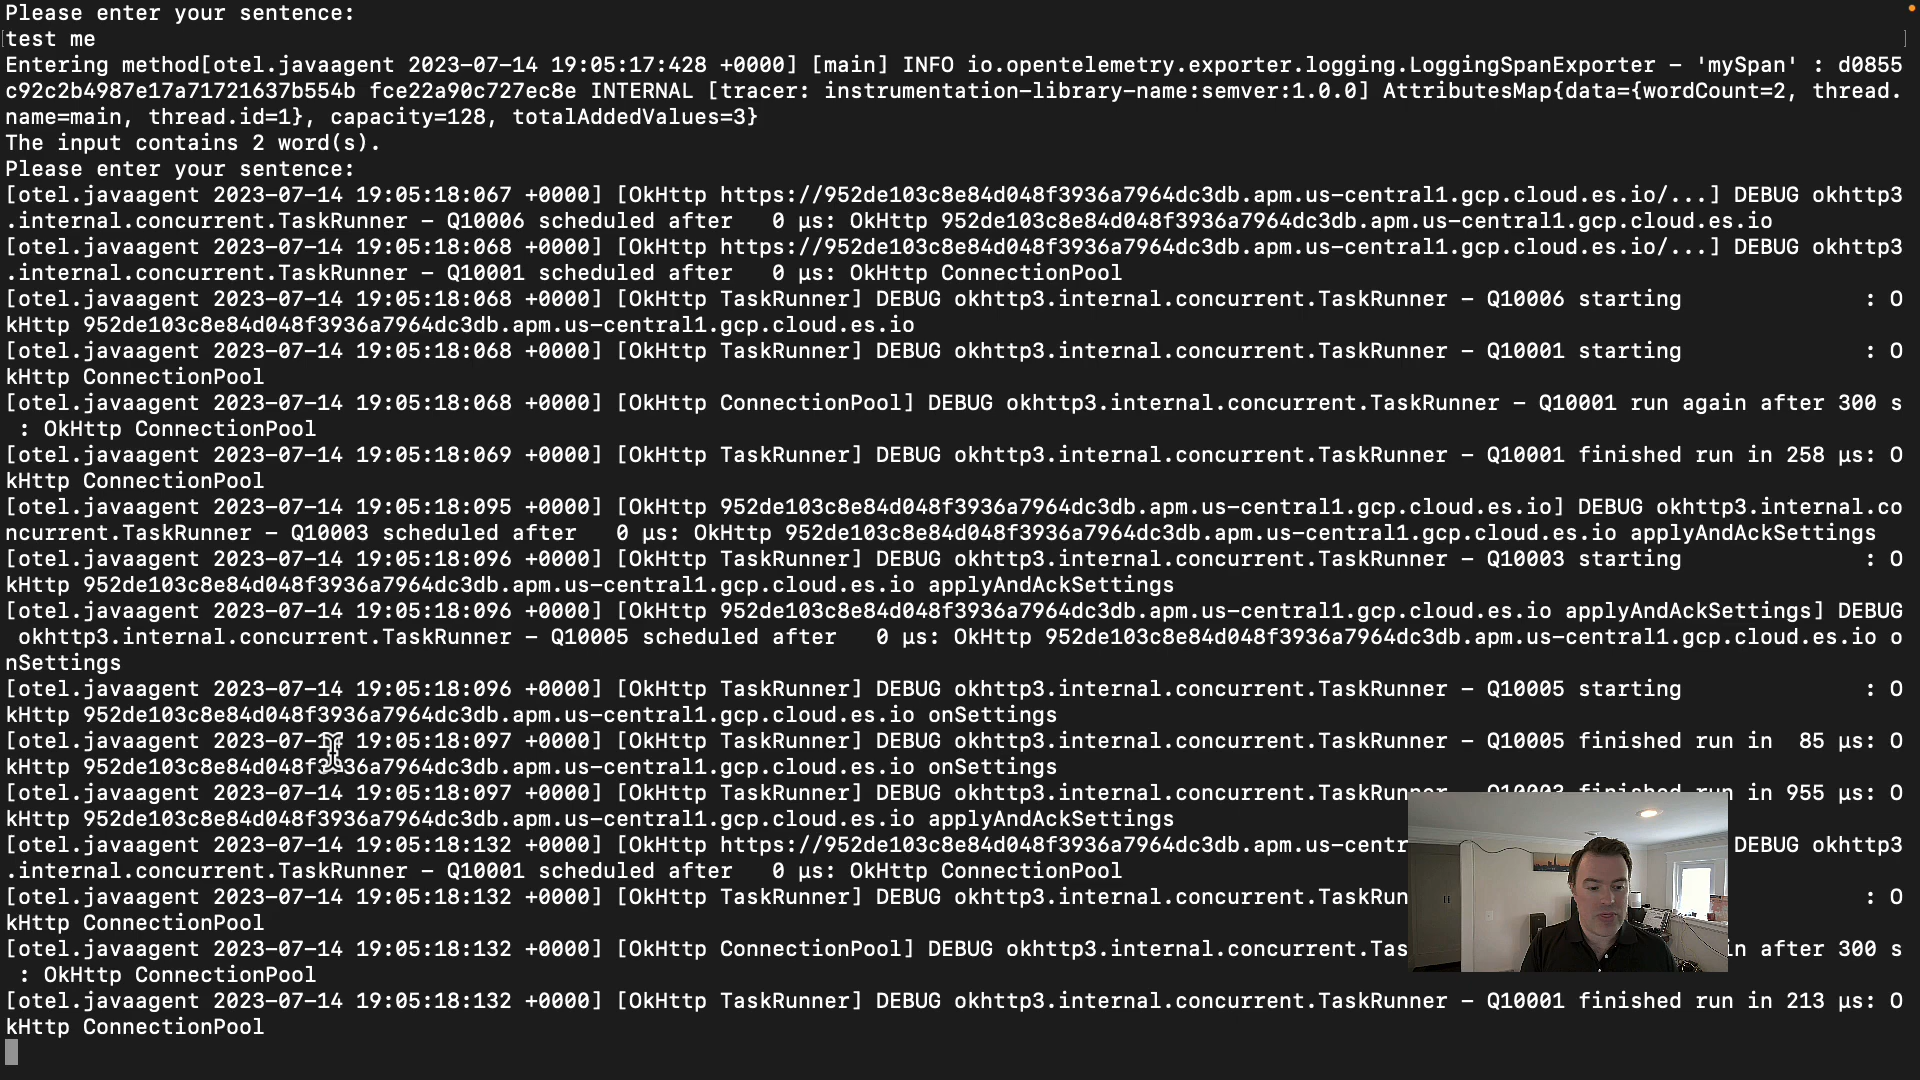 Please enter your sentence:
[test me ]
Entering method[otel.javaagent 2023-07-14 19:05:17:428 +0000] [main] INFO io.opentelemetry.exporter.logging.LoggingSpanExporter - 'mySpan' : d0855
c92c2b4987e17a71721637b554b fce22a90c727ec8e INTERNAL [tracer: instrumentation-library-name:semver:1.0.0] AttributesMap{data={wordCount=2, thread.
name=main, thread.id=1}, capacity=128, totalAddedValues=3}
The input contains 2 word(s).
Please enter your sentence:
[otel.javaagent 2023-07-14 19:05:18:067 +0000] [OkHttp https://952de103c8e84d048f3936a7964dc3db.apm.us-central1.gcp.cloud.es.io/...] DEBUG okhttp3
.internal.concurrent.TaskRunner - Q10006 scheduled after   0 µs: OkHttp 952de103c8e84d048f3936a7964dc3db.apm.us-central1.gcp.cloud.es.io
[otel.javaagent 2023-07-14 19:05:18:068 +0000] [OkHttp https://952de103c8e84d048f3936a7964dc3db.apm.us-central1.gcp.cloud.es.io/...] DEBUG okhttp3
.internal.concurrent.TaskRunner - Q10001 scheduled after   0 µs: OkHttp ConnectionPool
[otel.javaagent 2023-07-14 19:05:18:068 +0000] [OkHttp TaskRunner] DEBUG okhttp3.internal.concurrent.TaskRunner - Q10006 starting              : O
kHttp 952de103c8e84d048f3936a7964dc3db.apm.us-central1.gcp.cloud.es.io
[otel.javaagent 2023-07-14 19:05:18:068 +0000] [OkHttp TaskRunner] DEBUG okhttp3.internal.concurrent.TaskRunner - Q10001 starting              : O
kHttp ConnectionPool
[otel.javaagent 2023-07-14 19:05:18:068 +0000] [OkHttp ConnectionPool] DEBUG okhttp3.internal.concurrent.TaskRunner - Q10001 run again after 300 s
 : OkHttp ConnectionPool
[otel.javaagent 2023-07-14 19:05:18:069 +0000] [OkHttp TaskRunner] DEBUG okhttp3.internal.concurrent.TaskRunner - Q10001 finished run in 258 µs: O
kHttp ConnectionPool
[otel.javaagent 2023-07-14 19:05:18:095 +0000] [OkHttp 952de103c8e84d048f3936a7964dc3db.apm.us-central1.gcp.cloud.es.io] DEBUG okhttp3.internal.co
ncurrent.TaskRunner - Q10003 scheduled after   0 µs: OkHttp 952de103c8e84d048f3936a7964dc3db.apm.us-central1.gcp.cloud.es.io applyAndAckSettings
[otel.javaagent 2023-07-14 19:05:18:096 +0000] [OkHttp TaskRunner] DEBUG okhttp3.internal.concurrent.TaskRunner - Q10003 starting              : O
kHttp 952de103c8e84d048f3936a7964dc3db.apm.us-central1.gcp.cloud.es.io applyAndAckSettings
[otel.javaagent 2023-07-14 19:05:18:096 +0000] [OkHttp 952de103c8e84d048f3936a7964dc3db.apm.us-central1.gcp.cloud.es.io applyAndAckSettings] DEBUG
 okhttp3.internal.concurrent.TaskRunner - Q10005 scheduled after   0 µs: OkHttp 952de103c8e84d048f3936a7964dc3db.apm.us-central1.gcp.cloud.es.io o
nSettings
[otel.javaagent 2023-07-14 19:05:18:096 +0000] [OkHttp TaskRunner] DEBUG okhttp3.internal.concurrent.TaskRunner - Q10005 starting              : O
kHttp 952de103c8e84d048f3936a7964dc3db.apm.us-central1.gcp.cloud.es.io onSettings
[otel.javaagent 2023-07-14 19:05:18:097 +0000] [OkHttp TaskRunner] DEBUG okhttp3.internal.concurrent.TaskRunner - Q10005 finished run in  85 µs: O
kHttp 952de103c8e84d048f3936a7964dc3db.apm.us-central1.gcp.cloud.es.io onSettings
[otel.javaagent 2023-07-14 19:05:18:097 +0000] [OkHttp TaskRunner] DEBUG okhttp3.internal.concurrent.TaskRunner - Q10003 finished run in 955 µs: O
kHttp 952de103c8e84d048f3936a7964dc3db.apm.us-central1.gcp.cloud.es.io applyAndAckSettings
[otel.javaagent 2023-07-14 19:05:18:132 +0000] [OkHttp https://952de103c8e84d048f3936a7964dc3db.apm.us-centr DEBUG okhttp3
.internal.concurrent.TaskRunner - Q10001 scheduled after   0 µs: OkHttp ConnectionPool
[otel.javaagent 2023-07-14 19:05:18:132 +0000] [OkHttp TaskRunner] DEBUG okhttp3.internal.concurrent.TaskRun : O
kHttp ConnectionPool
[otel.javaagent 2023-07-14 19:05:18:132 +0000] [OkHttp ConnectionPool] DEBUG okhttp3.internal.concurrent.Tas in after 300 s
 : OkHttp ConnectionPool
[otel.javaagent 2023-07-14 19:05:18:132 +0000] [OkHttp TaskRunner] DEBUG okhttp3.internal.concurrent.TaskRunner - Q10001 finished run in 213 µs: O
kHttp ConnectionPool